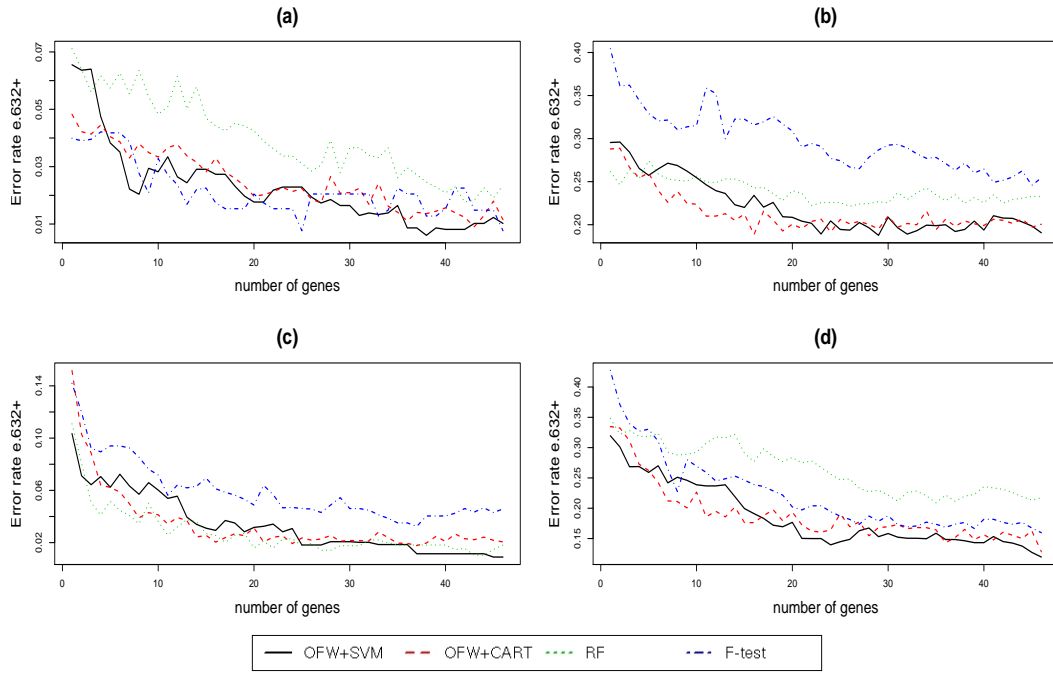 (a)
Error rate e.632+
0.07
0.05
0.03
0.01
0 10 20 30 40
number of genes
(b)
Error rate e.632+
0.40
0.35
0.30
0.25
0.20
0 10 20 30 40
number of genes
(c)
Error rate e.632+
0.14
0.10
0.06
0.02
0 10 20 30 40
number of genes
(d)
Error rate e.632+
0.40
0.35
0.30
0.25
0.20
0.15
0 10 20 30 40
number of genes
OFW+SVM OFW+CART RF F-test